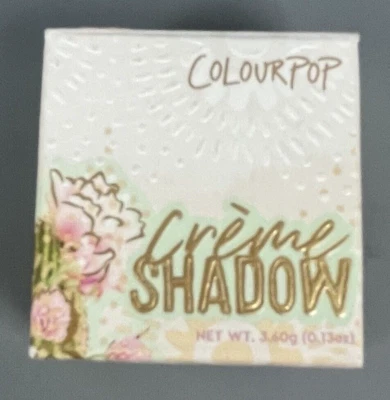 COLOURPOP
Crème
SHADOW
NET WT. 3.60g (0.13oz)